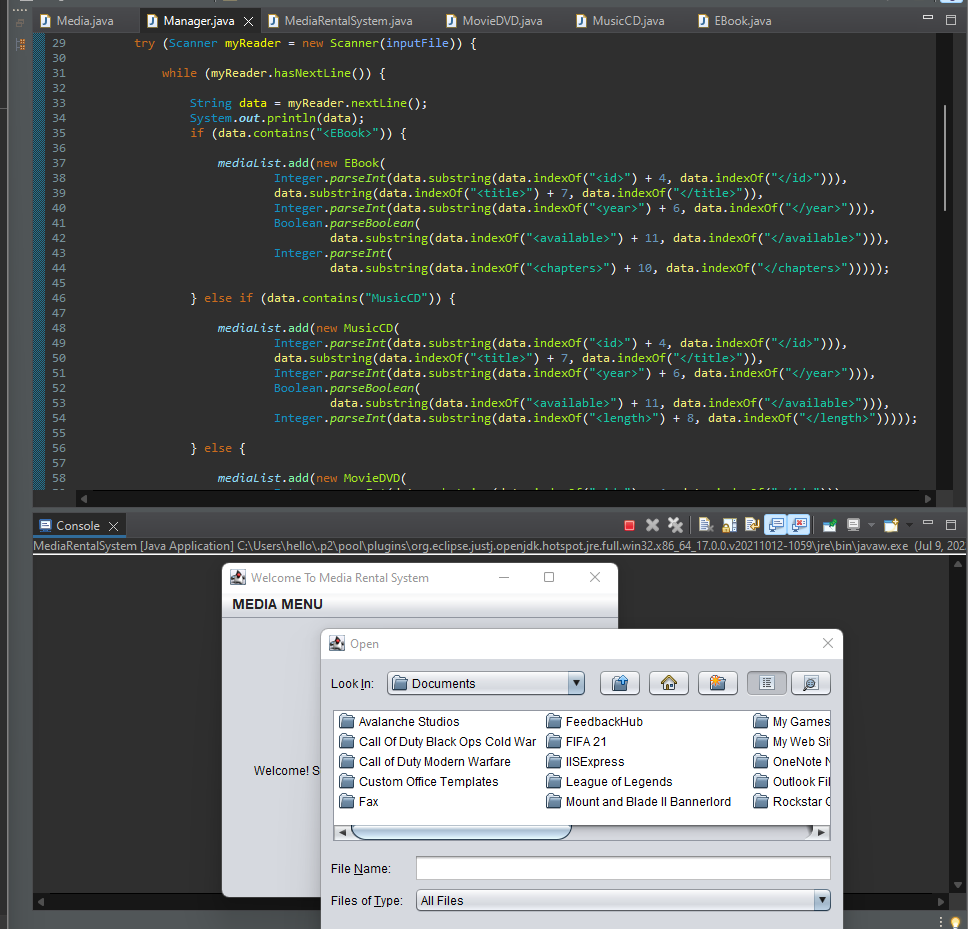 Media.java Manager.java MediaRentalSystem.java MovieDVD.java MusicCD.java EBook.java
29 try (Scanner myReader = new Scanner(inputFile)) {
30
31 while (myReader.hasNextLine()) {
32
33 String data = myReader.nextLine();
34 System.out.println(data);
35 if (data.contains("<EBook>")) {
36
37 mediaList.add(new EBook(
38 Integer.parseInt(data.substring(data.indexOf("<id>") + 4, data.indexOf("</id>"))),
39 data.substring(data.indexOf("<title>") + 7, data.indexOf("</title>")),
40 Integer.parseInt(data.substring(data.indexOf("<year>") + 6, data.indexOf("</year>"))),
41 Boolean.parseBoolean(
42 data.substring(data.indexOf("<available>") + 11, data.indexOf("</available>"))),
43 Integer.parseInt(
44 data.substring(data.indexOf("<chapters>") + 10, data.indexOf("</chapters>")))));
45
46 } else if (data.contains("MusicCD")) {
47
48 mediaList.add(new MusicCD(
49 Integer.parseInt(data.substring(data.indexOf("<id>") + 4, data.indexOf("</id>"))),
50 data.substring(data.indexOf("<title>") + 7, data.indexOf("</title>")),
51 Integer.parseInt(data.substring(data.indexOf("<year>") + 6, data.indexOf("</year>"))),
52 Boolean.parseBoolean(
53 data.substring(data.indexOf("<available>") + 11, data.indexOf("</available>"))),
54 Integer.parseInt(data.substring(data.indexOf("<length>") + 8, data.indexOf("</length>")))));
55
56 } else {
57
58 mediaList.add(new MovieDVD(
Console
MediaRentalSystem [Java Application] C:\Users\hello\.p2\pool\plugins\org.eclipse.justj.openjdk.hotspot.jre.full.win32.x86_64_17.0.0.v20211012-1059\jre\bin\javaw.exe (Jul 9, 202
Welcome To Media Rental System
MEDIA MENU
Welcome! S
Open
Look In: Documents
Avalanche Studios FeedbackHub My Games
Call Of Duty Black Ops Cold War FIFA 21 My Web Si
Call of Duty Modern Warfare IISExpress OneNote N
Custom Office Templates League of Legends Outlook Fil
Fax Mount and Blade II Bannerlord Rockstar G
File Name:
Files of Type: All Files